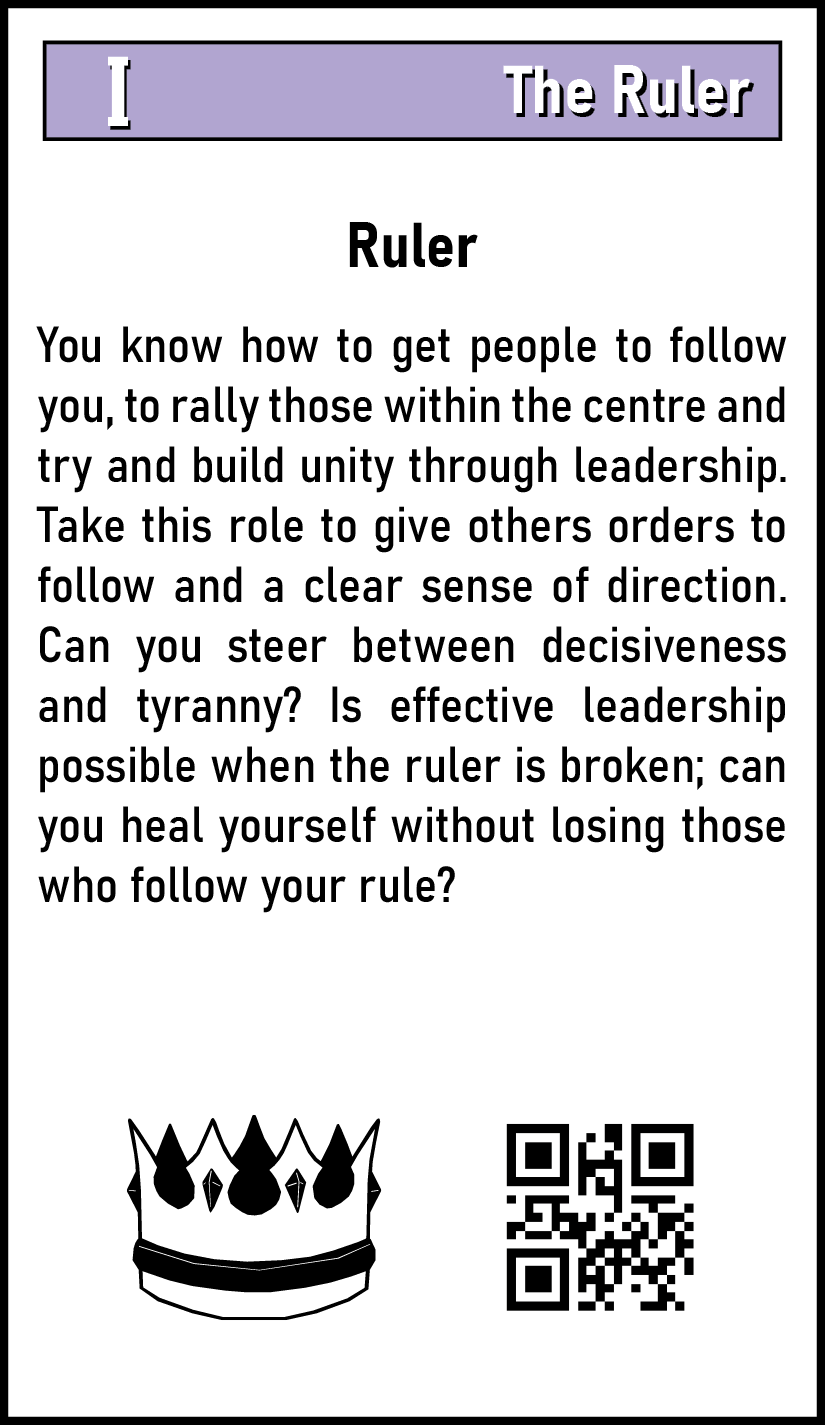 I The Ruler
Ruler
You know how to get people to follow
you, to rally those within the centre and
try and build unity through leadership.
Take this role to give others orders to
follow and a clear sense of direction.
Can you steer between decisiveness
and tyranny? Is effective leadership
possible when the ruler is broken; can
you heal yourself without losing those
who follow your rule?